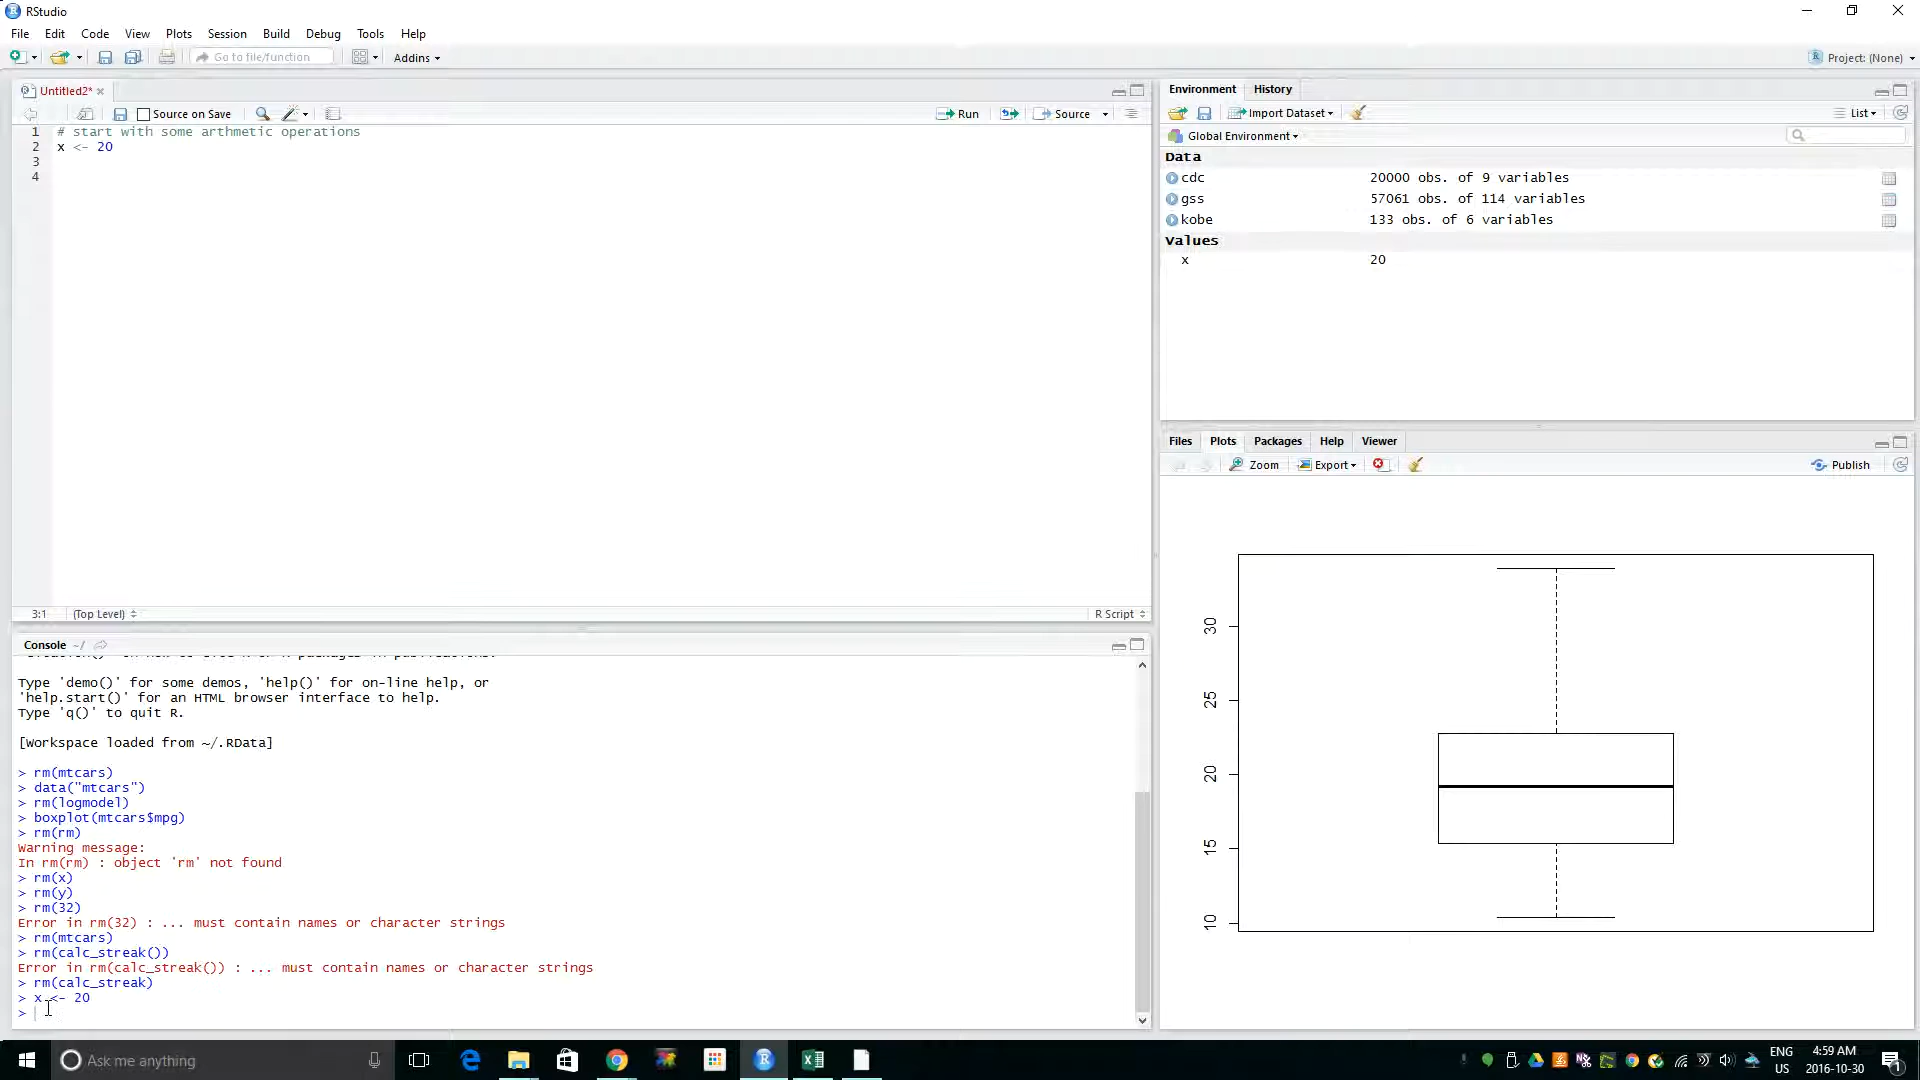 RStudio
File Edit Code View Plots Session Build Debug Tools Help
Go to file/function Addins Project: (None)
Untitled2*
Source on Save Run Source
1 # start with some arthmetic operations
2 x <- 20
3
4
3:1 (Top Level) R Script
Console ~/
Type 'demo()' for some demos, 'help()' for on-line help, or
'help.start()' for an HTML browser interface to help.
Type 'q()' to quit R.
[Workspace loaded from ~/.RData]
> rm(mtcars)
> data("mtcars")
> rm(logmodel)
> boxplot(mtcars$mpg)
> rm(rm)
Warning message:
In rm(rm) : object 'rm' not found
> rm(x)
> rm(y)
> rm(32)
Error in rm(32) : ... must contain names or character strings
> rm(mtcars)
> rm(calc_streak())
Error in rm(calc_streak()) : ... must contain names or character strings
> rm(calc_streak)
> x <- 20
>
Environment History
Import Dataset List
Global Environment
Data
cdc 20000 obs. of 9 variables
gss 57061 obs. of 114 variables
kobe 133 obs. of 6 variables
Values
x 20
Files Plots Packages Help Viewer
Zoom Export Publish
30
25
20
15
10
Ask me anything
ENG 4:59 AM
US 2016-10-30
1